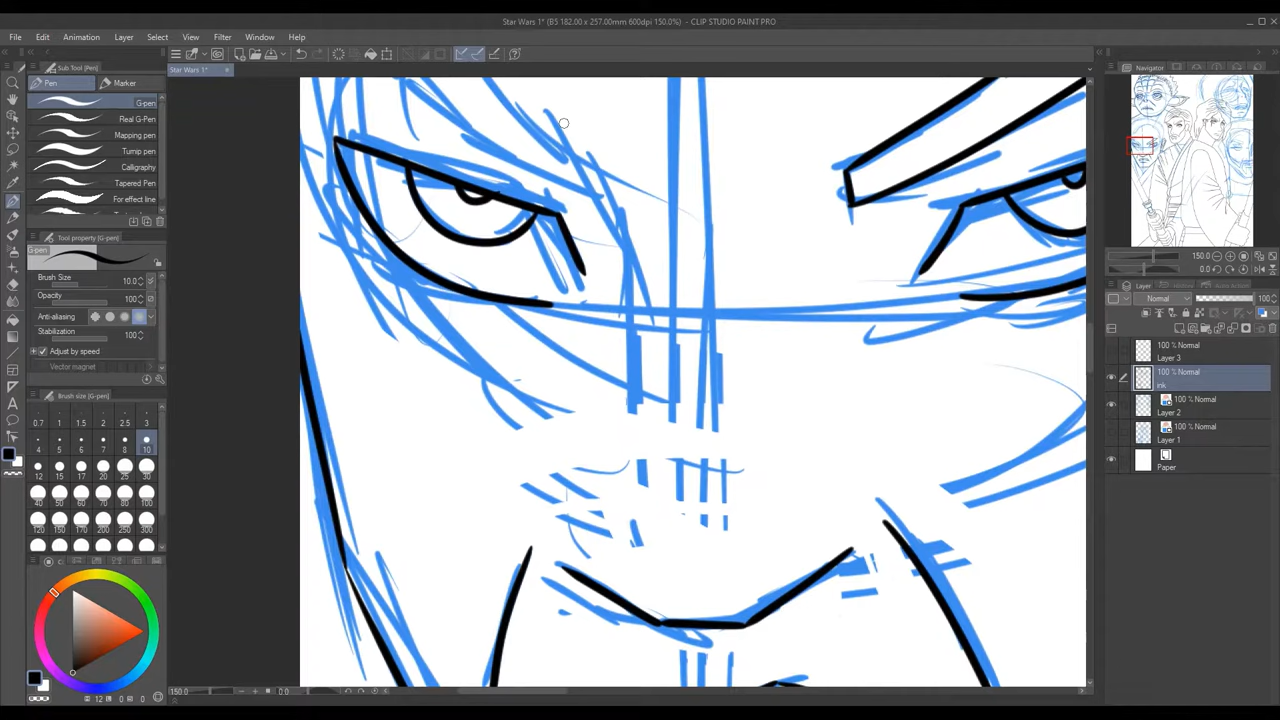 Star Wars 1* (B5 182.00 x 257.00mm 600dpi 150.0%) - CLIP STUDIO PAINT PRO
File Edit Animation Layer Select View Filter Window Help
Star Wars 1*
Sub Tool [Pen]
Pen Marker
G-pen
Real G-Pen
Mapping pen
Turnip pen
Calligraphy
Tapered Pen
For effect line
Tool property [G-pen]
G-pen
Brush Size 10.0
Opacity 100
Anti-aliasing
Stabilization 100
Adjust by speed
Vector magnet
Brush size [G-pen]
0.7 1 1.5 2 2.5 3
4 5 6 7 8 10
12 15 17 20 25 30
40 50 60 70 80 100
120 150 170 200 250 300
12 0 0
150.0 0.0
Navigator
150.0
0.0
Layer
Normal 100
100 % Normal
Layer 3
100 % Normal
ink
100 % Normal
Layer 2
100 % Normal
Layer 1
Paper